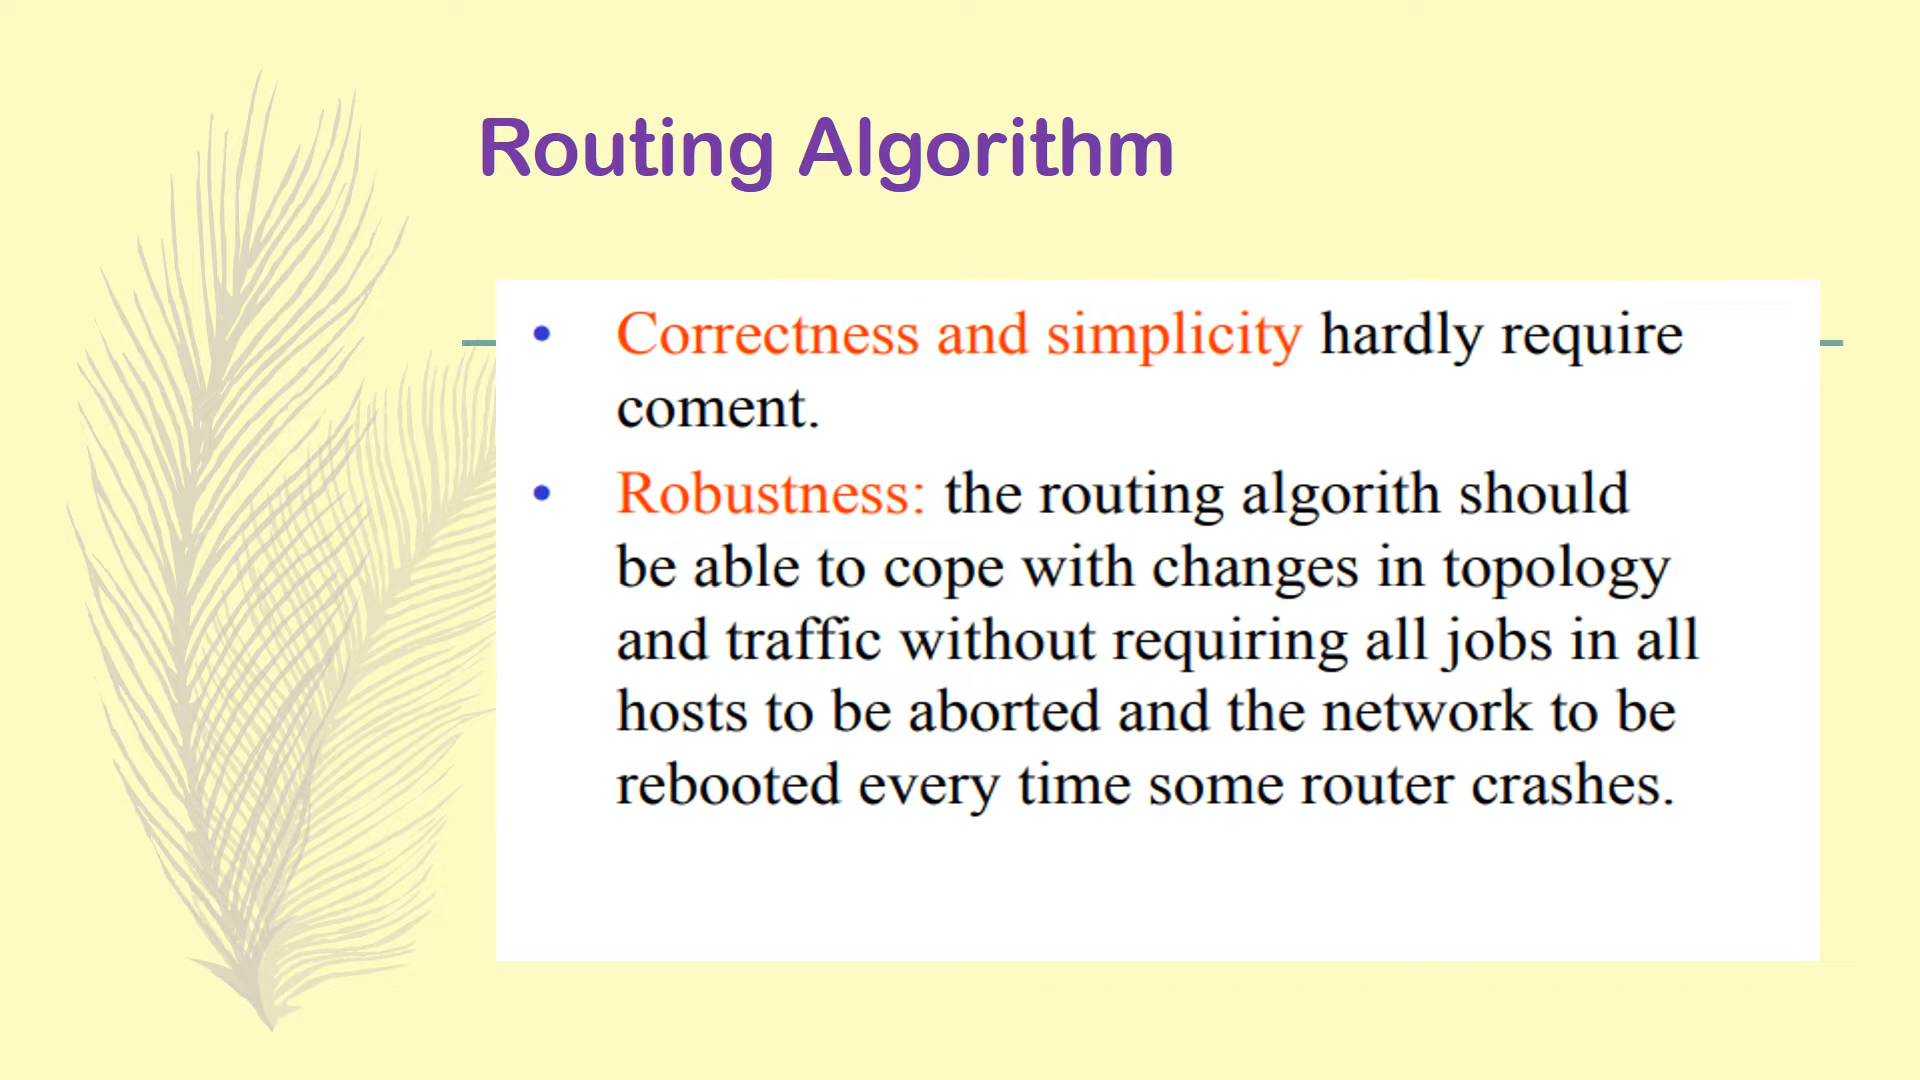 Routing Algorithm
• Correctness and simplicity hardly require
coment.
• Robustness: the routing algorith should
be able to cope with changes in topology
and traffic without requiring all jobs in all
hosts to be aborted and the network to be
rebooted every time some router crashes.